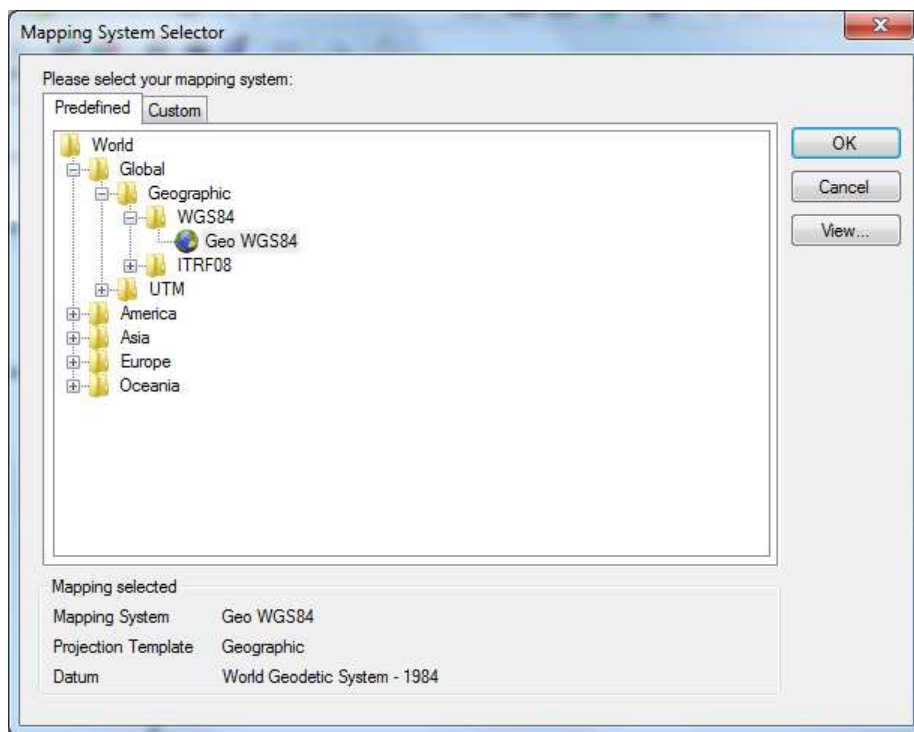 Mapping System Selector
Please select your mapping system:
Predefined Custom
World
Global
Geographic
WGS84
Geo WGS84
ITRF08
UTM
America
Asia
Europe
Oceania
OK
Cancel
View...
Mapping selected
Mapping System Geo WGS84
Projection Template Geographic
Datum World Geodetic System - 1984